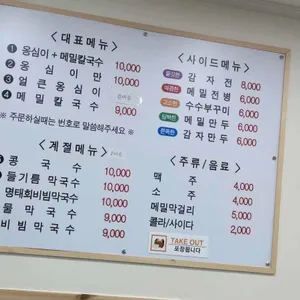 <대표메뉴>
1 옹심이+메밀칼국수 10,000
2 옹심이만 10,000
3 얼큰옹심이
4 메밀칼국수 9,000
※ 주문하실때는 번호로 말씀해주세요 ※
<계절메뉴>
콩국수 10,000
들기름막국수 10,000
명태회비빔막국수 10,000
물막국수 9,000
비빔막국수 9,000
<사이드메뉴>
감자전 8,000
메밀전병 6,000
수수부꾸미 6,000
메밀만두 6,000
감자만두 6,000
<주류/음료>
맥주 4,000
소주 4,000
메밀막걸리 5,000
콜라/사이다 2,000
TAKE OUT
포장됩니다